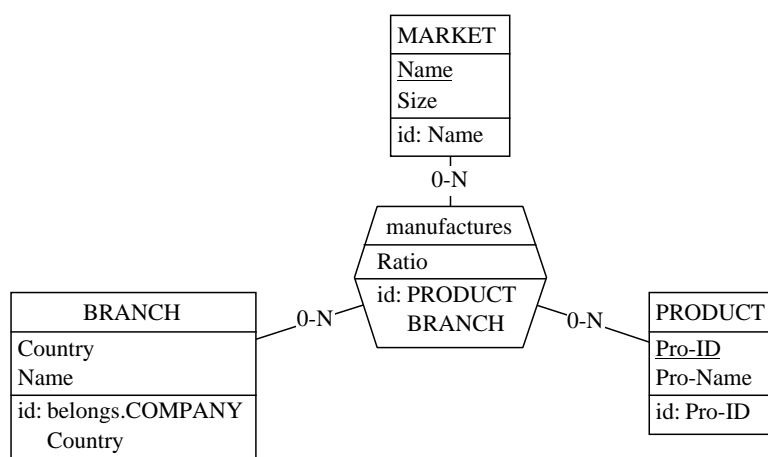 MARKET
Name
Size
id: Name
0-N
manufactures
Ratio
id: PRODUCT
BRANCH
0-N
0-N
BRANCH
Country
Name
id: belongs.COMPANY
Country
PRODUCT
Pro-ID
Pro-Name
id: Pro-ID